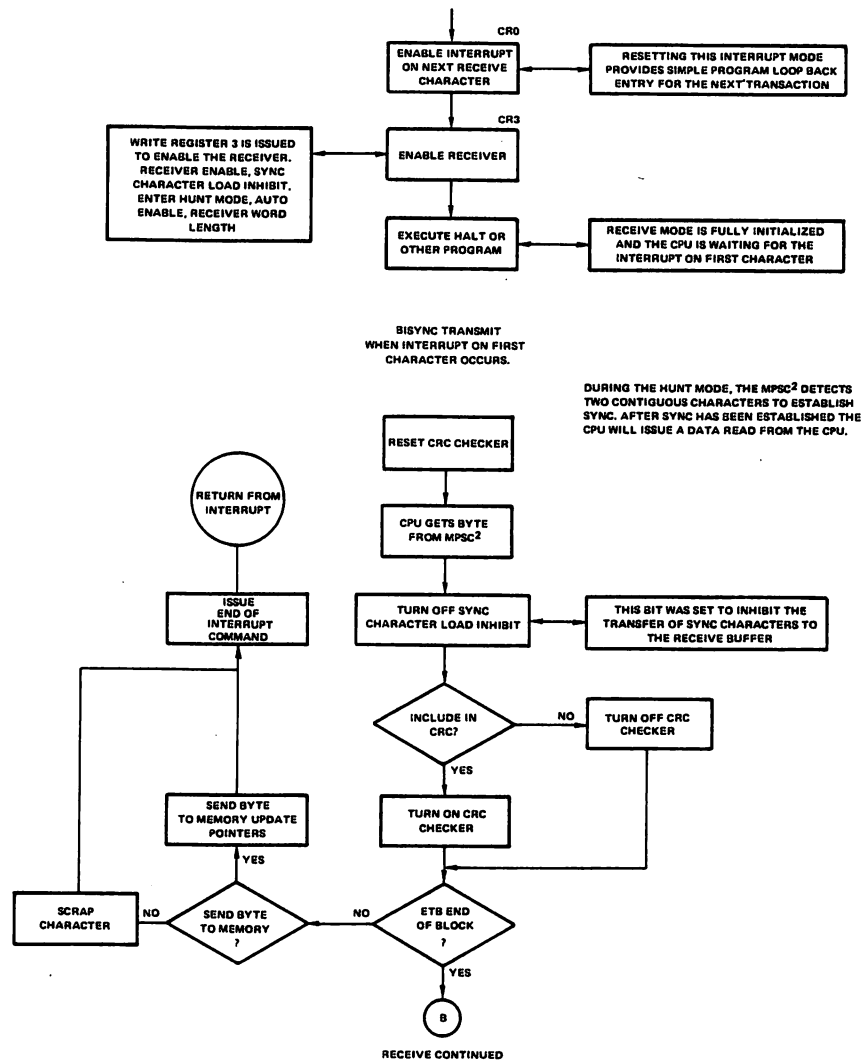 CR0
ENABLE INTERRUPT
ON NEXT RECEIVE
CHARACTER
RESETTING THIS INTERRUPT MODE
PROVIDES SIMPLE PROGRAM LOOP BACK
ENTRY FOR THE NEXT TRANSACTION
CR3
WRITE REGISTER 3 IS ISSUED
TO ENABLE THE RECEIVER.
RECEIVER ENABLE, SYNC
CHARACTER LOAD INHIBIT,
ENTER HUNT MODE, AUTO
ENABLE, RECEIVER WORD
LENGTH
ENABLE RECEIVER
EXECUTE HALT OR
OTHER PROGRAM
RECEIVE MODE IS FULLY INITIALIZED
AND THE CPU IS WAITING FOR THE
INTERRUPT ON FIRST CHARACTER
BISYNC TRANSMIT
WHEN INTERRUPT ON FIRST
CHARACTER OCCURS.
DURING THE HUNT MODE, THE MPSC² DETECTS
TWO CONTIGUOUS CHARACTERS TO ESTABLISH
SYNC. AFTER SYNC HAS BEEN ESTABLISHED THE
CPU WILL ISSUE A DATA READ FROM THE CPU.
RESET CRC CHECKER
RETURN FROM
INTERRUPT
CPU GETS BYTE
FROM MPSC²
ISSUE
END OF
INTERRUPT
COMMAND
TURN OFF SYNC
CHARACTER LOAD INHIBIT
THIS BIT WAS SET TO INHIBIT THE
TRANSFER OF SYNC CHARACTERS TO
THE RECEIVE BUFFER
INCLUDE IN
CRC?
NO
TURN OFF CRC
CHECKER
YES
SEND BYTE
TO MEMORY UPDATE
POINTERS
TURN ON CRC
CHECKER
YES
SCRAP
CHARACTER
NO
SEND BYTE
TO MEMORY
?
NO
ETB END
OF BLOCK
?
YES
B
RECEIVE CONTINUED